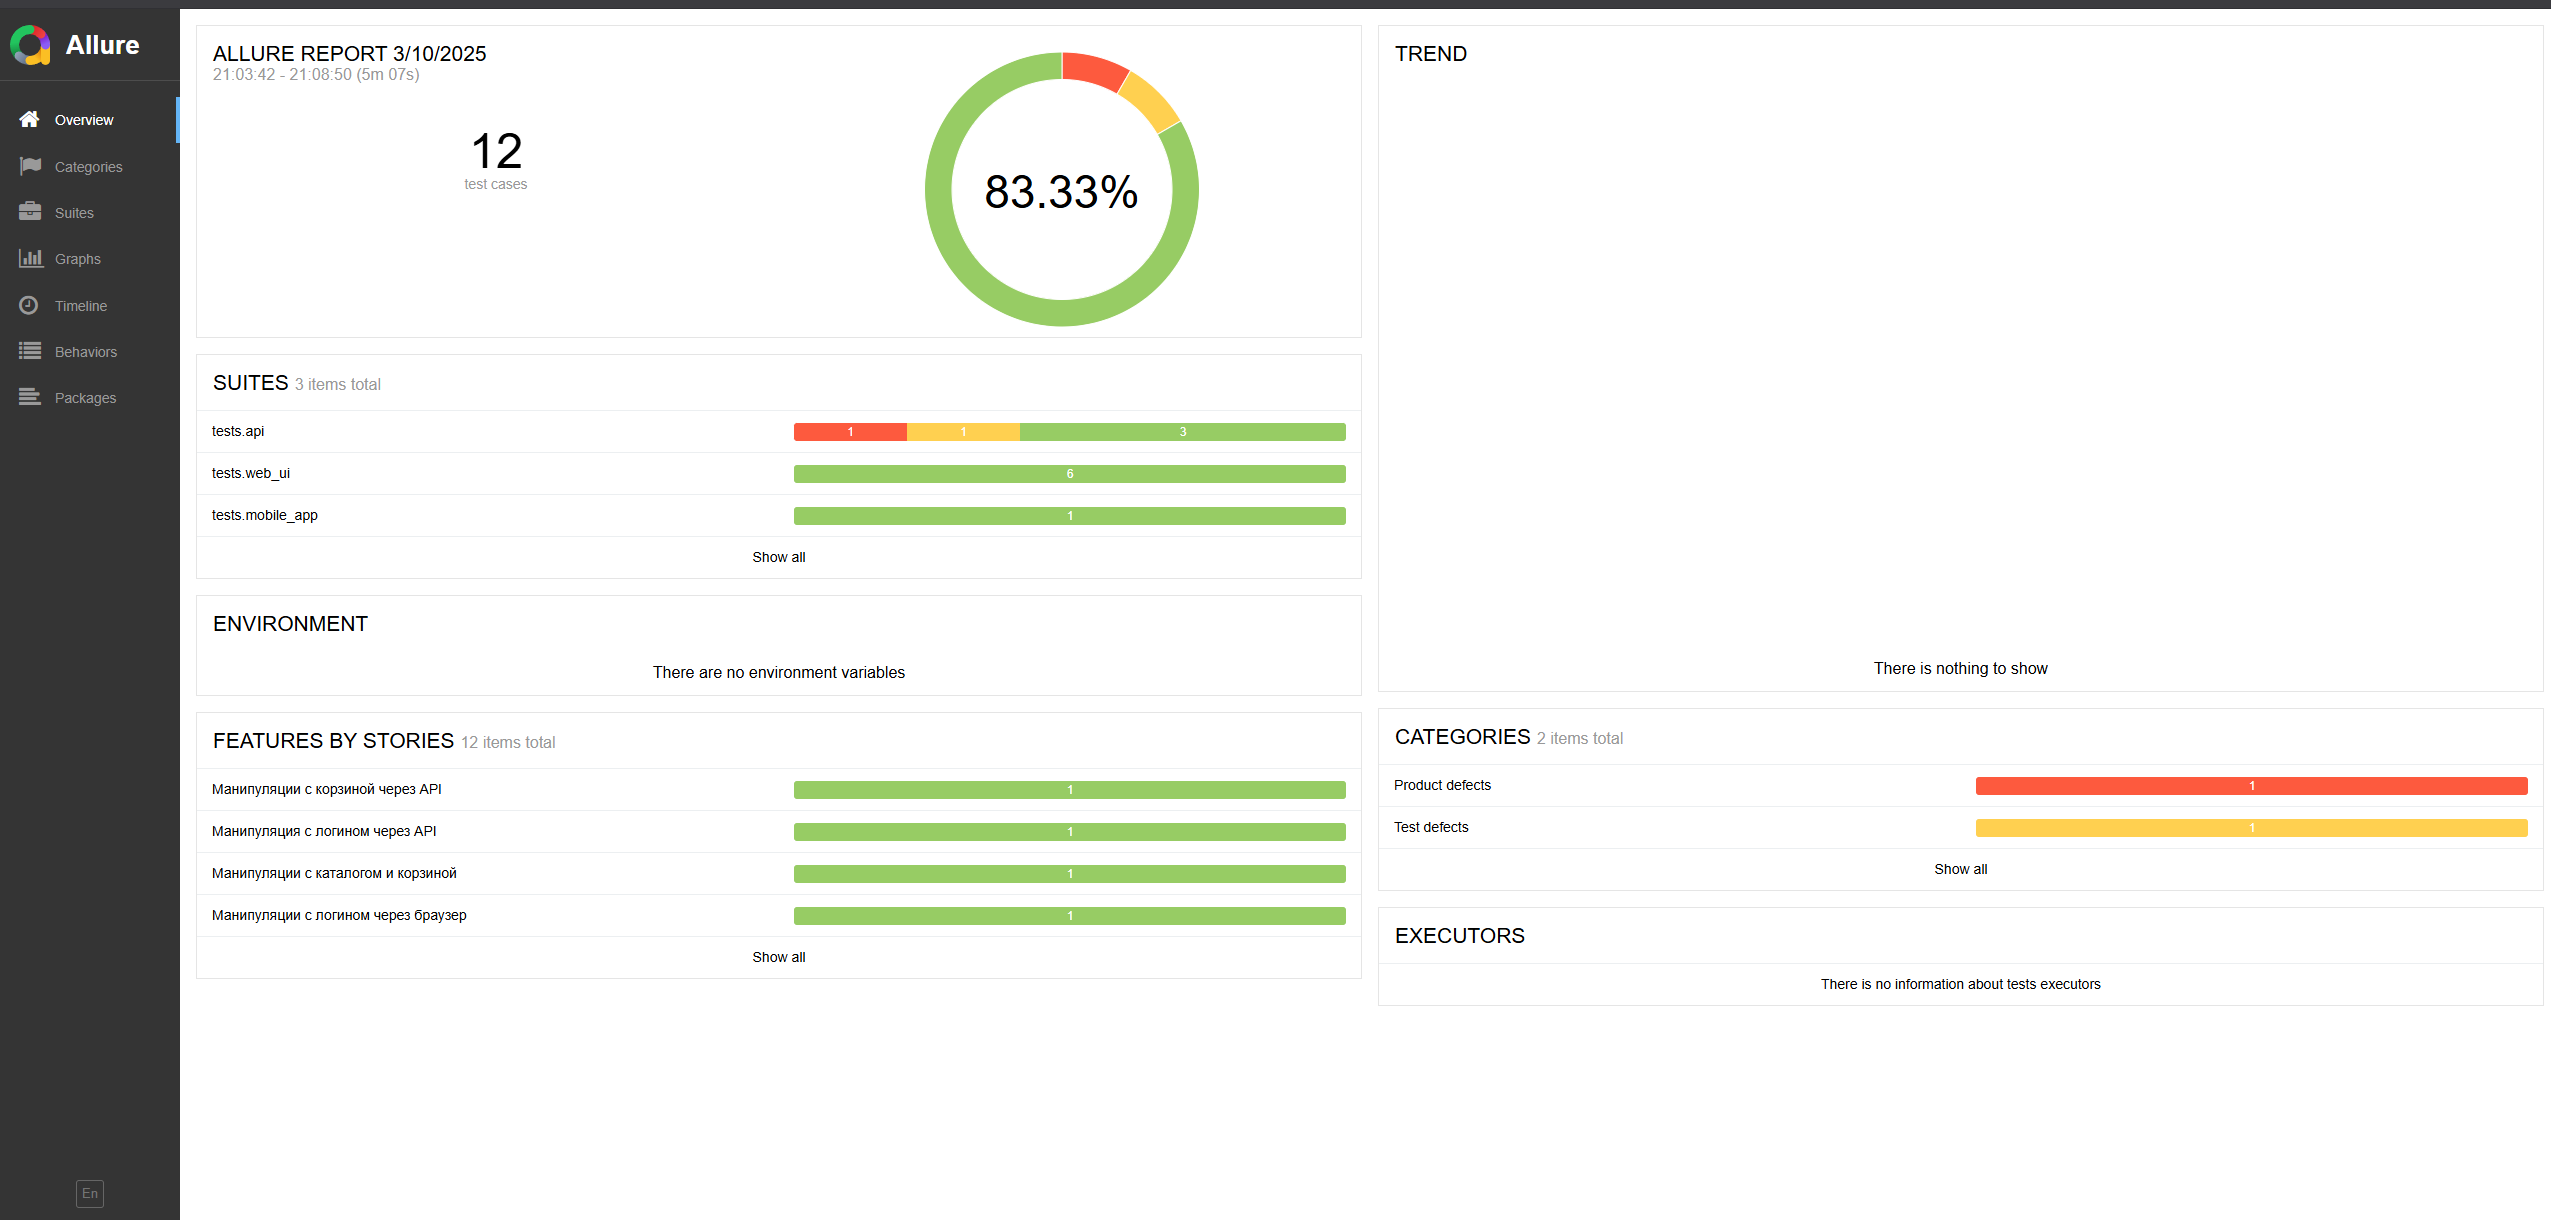 Allure
Overview
Categories
Suites
Graphs
Timeline
Behaviors
Packages
En
ALLURE REPORT 3/10/2025
21:03:42 - 21:08:50 (5m 07s)
12
test cases
83.33%
SUITES 3 items total
tests.api 1 1 3
tests.web_ui 6
tests.mobile_app 1
Show all
ENVIRONMENT
There are no environment variables
FEATURES BY STORIES 12 items total
Манипуляции с корзиной через API 1
Манипуляция с логином через API 1
Манипуляции с каталогом и корзиной 1
Манипуляции с логином через браузер 1
Show all
TREND
There is nothing to show
CATEGORIES 2 items total
Product defects 1
Test defects 1
Show all
EXECUTORS
There is no information about tests executors